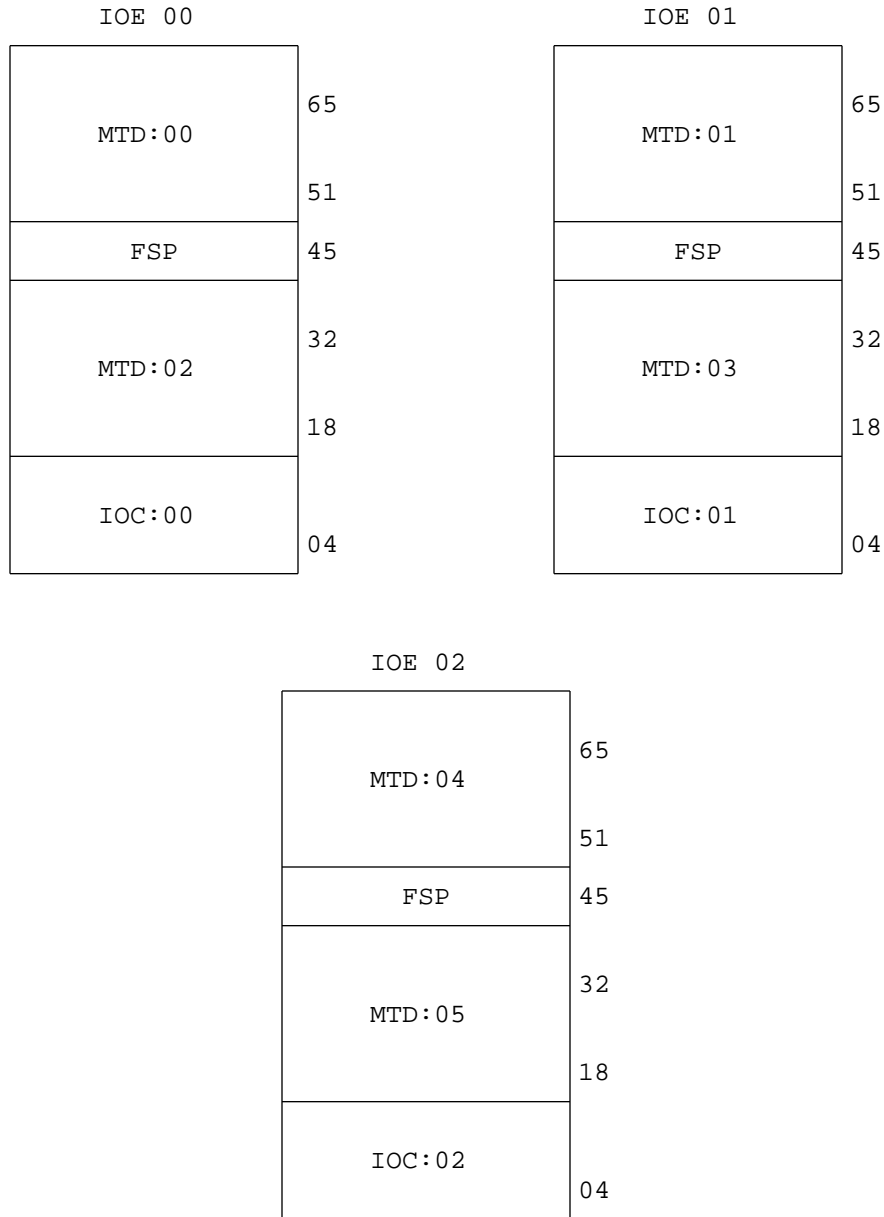 IOE 00
65
MTD:00
51
FSP 45
32
MTD:02
18
IOC:00
04
IOE 01
65
MTD:01
51
FSP 45
32
MTD:03
18
IOC:01
04
IOE 02
65
MTD:04
51
FSP 45
32
MTD:05
18
IOC:02
04